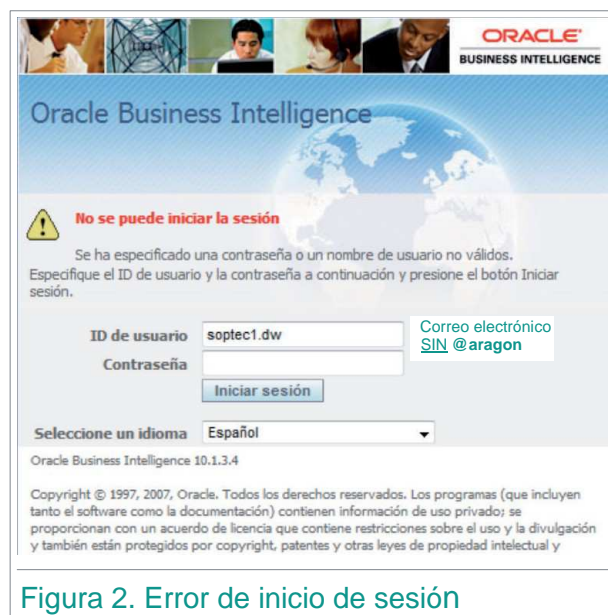 ORACLE®
BUSINESS INTELLIGENCE
Oracle Business Intelligence
No se puede iniciar la sesión
Se ha especificado una contraseña o un nombre de usuario no válidos.
Especifique el ID de usuario y la contraseña a continuación y presione el botón Iniciar
sesión.
ID de usuario soptec1.dw Correo electrónico
SIN @aragon
Contraseña
Iniciar sesión
Seleccione un idioma Español
Oracle Business Intelligence 10.1.3.4
Copyright © 1997, 2007, Oracle. Todos los derechos reservados. Los programas (que incluyen
tanto el software como la documentación) contienen información de uso privado; se
proporcionan con un acuerdo de licencia que contiene restricciones sobre el uso y la divulgación
y también están protegidos por copyright, patentes y otras leyes de propiedad intelectual y
Figura 2. Error de inicio de sesión